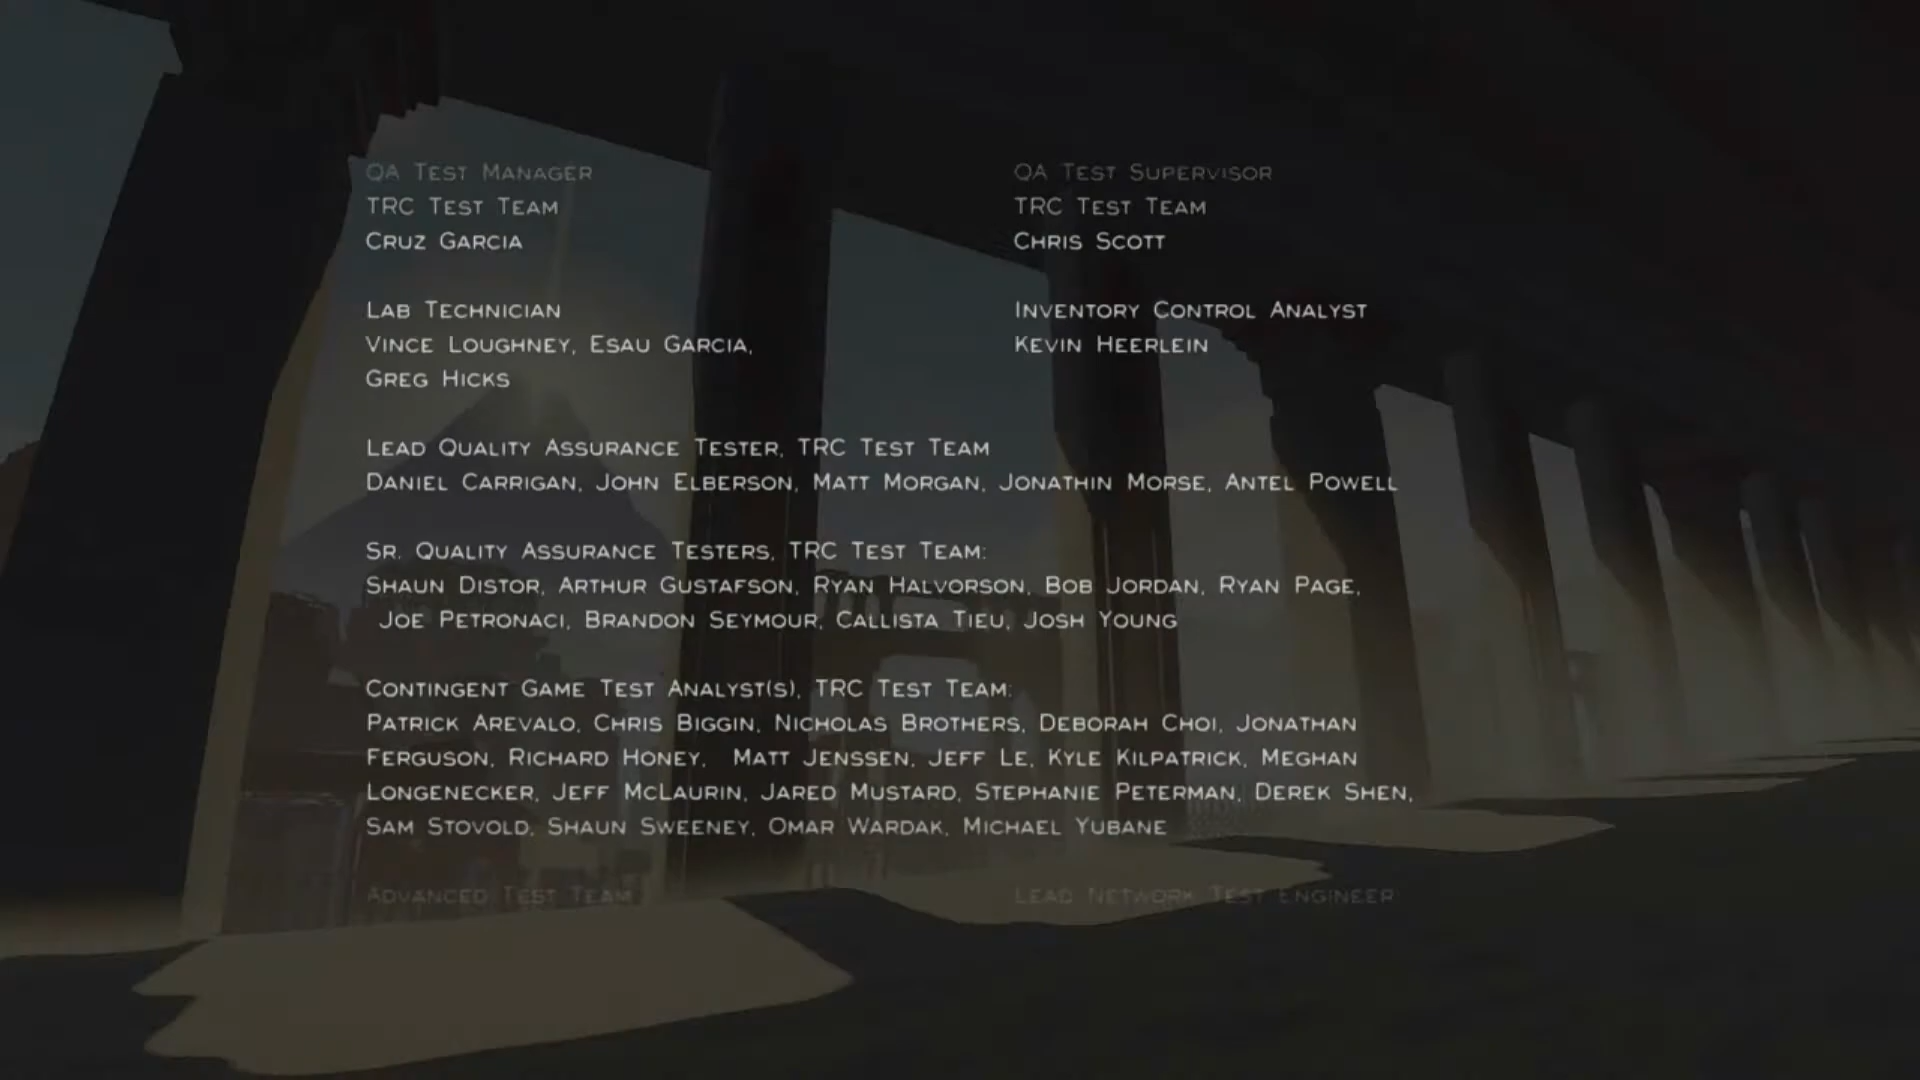 QA Test Manager
TRC Test Team
Cruz Garcia
QA Test Supervisor
TRC Test Team
Chris Scott
Lab Technician
Vince Loughney, Esau Garcia,
Greg Hicks
Inventory Control Analyst
Kevin Heerlein
Lead Quality Assurance Tester, TRC Test Team
Daniel Carrigan, John Elberson, Matt Morgan, Jonathin Morse, Antel Powell
Sr. Quality Assurance Testers, TRC Test Team:
Shaun Distor, Arthur Gustafson, Ryan Halvorson, Bob Jordan, Ryan Page,
Joe Petronaci, Brandon Seymour, Callista Tieu, Josh Young
Contingent Game Test Analyst(s), TRC Test Team:
Patrick Arevalo, Chris Biggin, Nicholas Brothers, Deborah Choi, Jonathan
Ferguson, Richard Honey, Matt Jenssen, Jeff Le, Kyle Kilpatrick, Meghan
Longenecker, Jeff McLaurin, Jared Mustard, Stephanie Peterman, Derek Shen,
Sam Stovold, Shaun Sweeney, Omar Wardak, Michael Yubane
Advanced Test Team
Lead Network Test Engineer